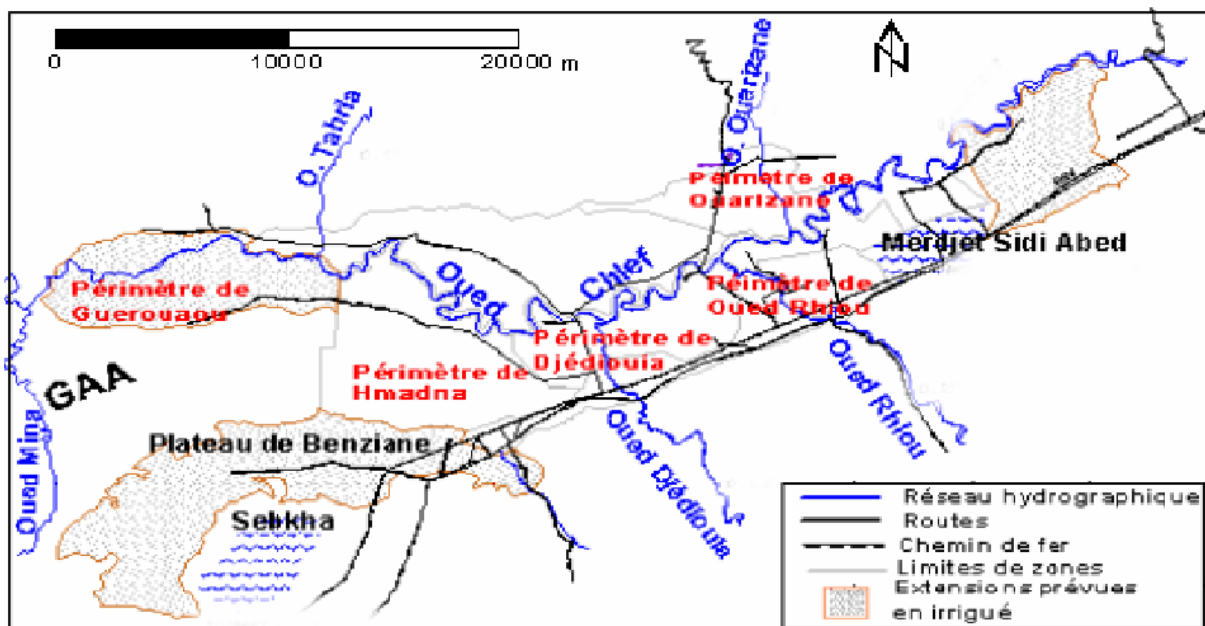 0
10000
20000 m
N
O. Tahria
O. Ouarizane
Périmètre de
Ouarizane
Merdjet Sidi Abed
Oued
Chlef
Périmètre de
Guerouaou
Péimètre de
Oued Rhiou
Périmètre de
Djédiouia
Périmètre de
Hmadna
GAA
Oued Mina
Plateau de Benziane
Oued Rhiou
Oued Djédiouia
Sebkha
Réseau hydrographique
Routes
Chemin de fer
Limites de zones
Extensions prévues
en irrigué